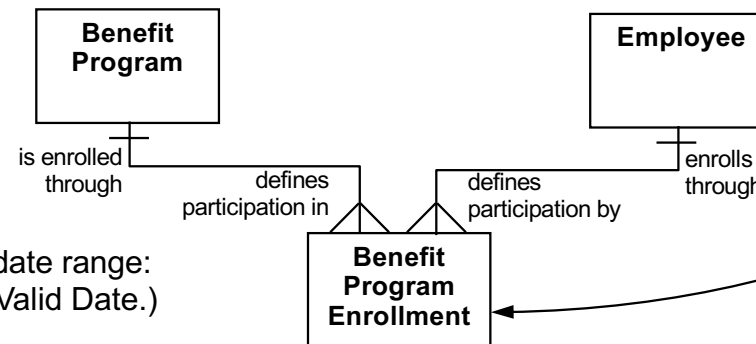 Benefit
Program
Employee
is enrolled
through
defines
participation in
defines
participation by
enrolls
through
date range:
Valid Date.)
Benefit
Program
Enrollment